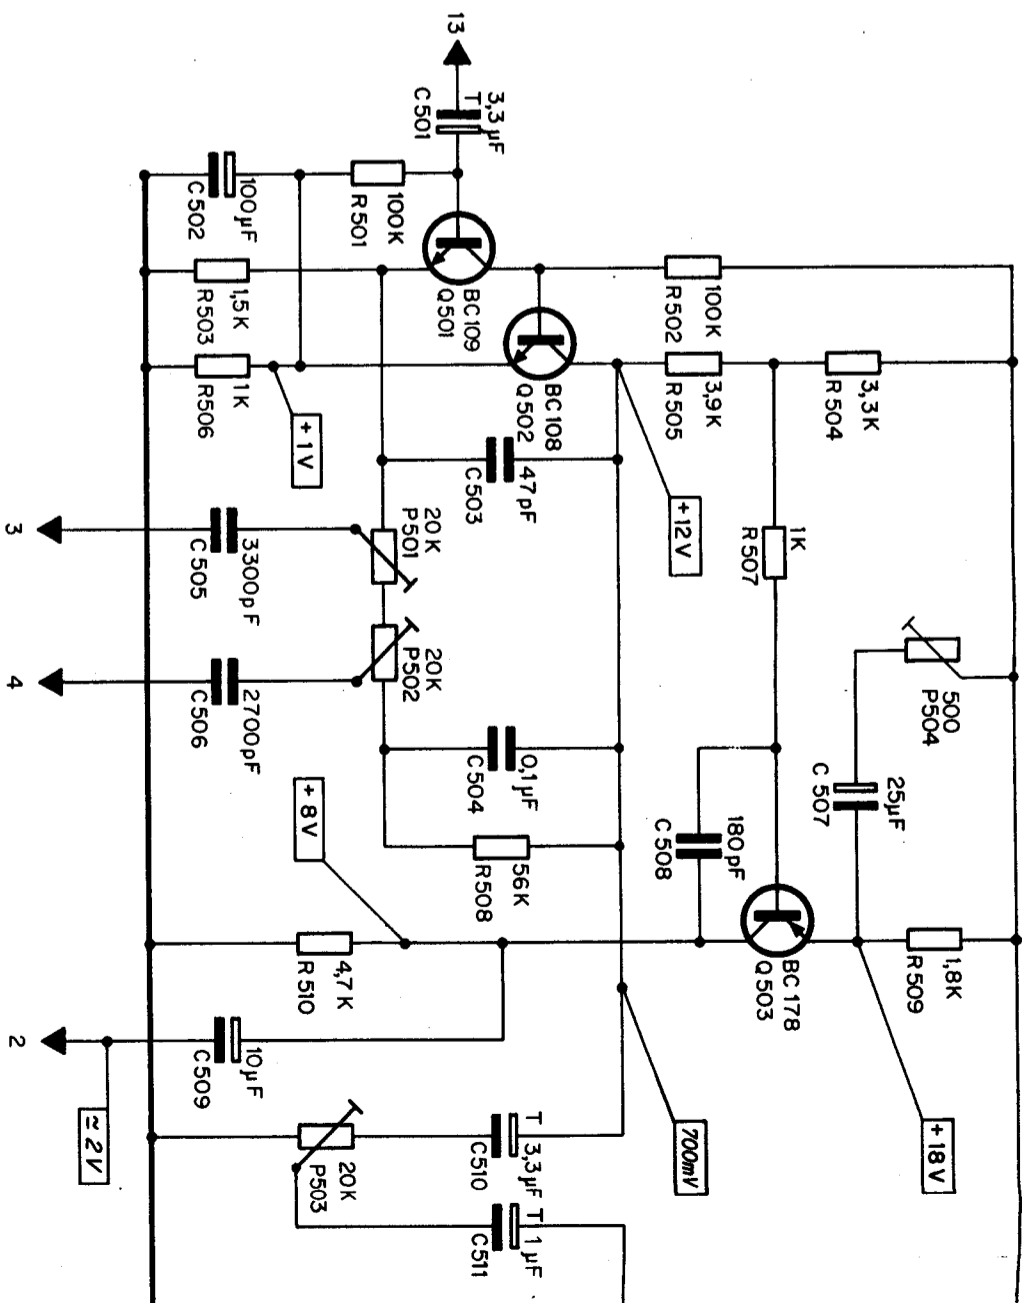 13
3,3 µF
T
C501
100µF
C502
100K
R501
1,5K
R503
BC109
Q501
100K
R502
1K
R506
+1V
BC108
Q502
3,9K
R505
3,3K
R504
47pF
C503
+12V
3
3300pF
C505
20K
P501
1K
R507
4
2700pF
C506
20K
P502
500
P504
0,1µF
C504
25µF
C507
+8V
56K
R508
180pF
C508
4,7K
R510
BC178
Q503
1,8K
R509
2
10µF
C509
≈2V
20K
P503
T
3,3µF
C510
700mV
+18V
T
1µF
C511